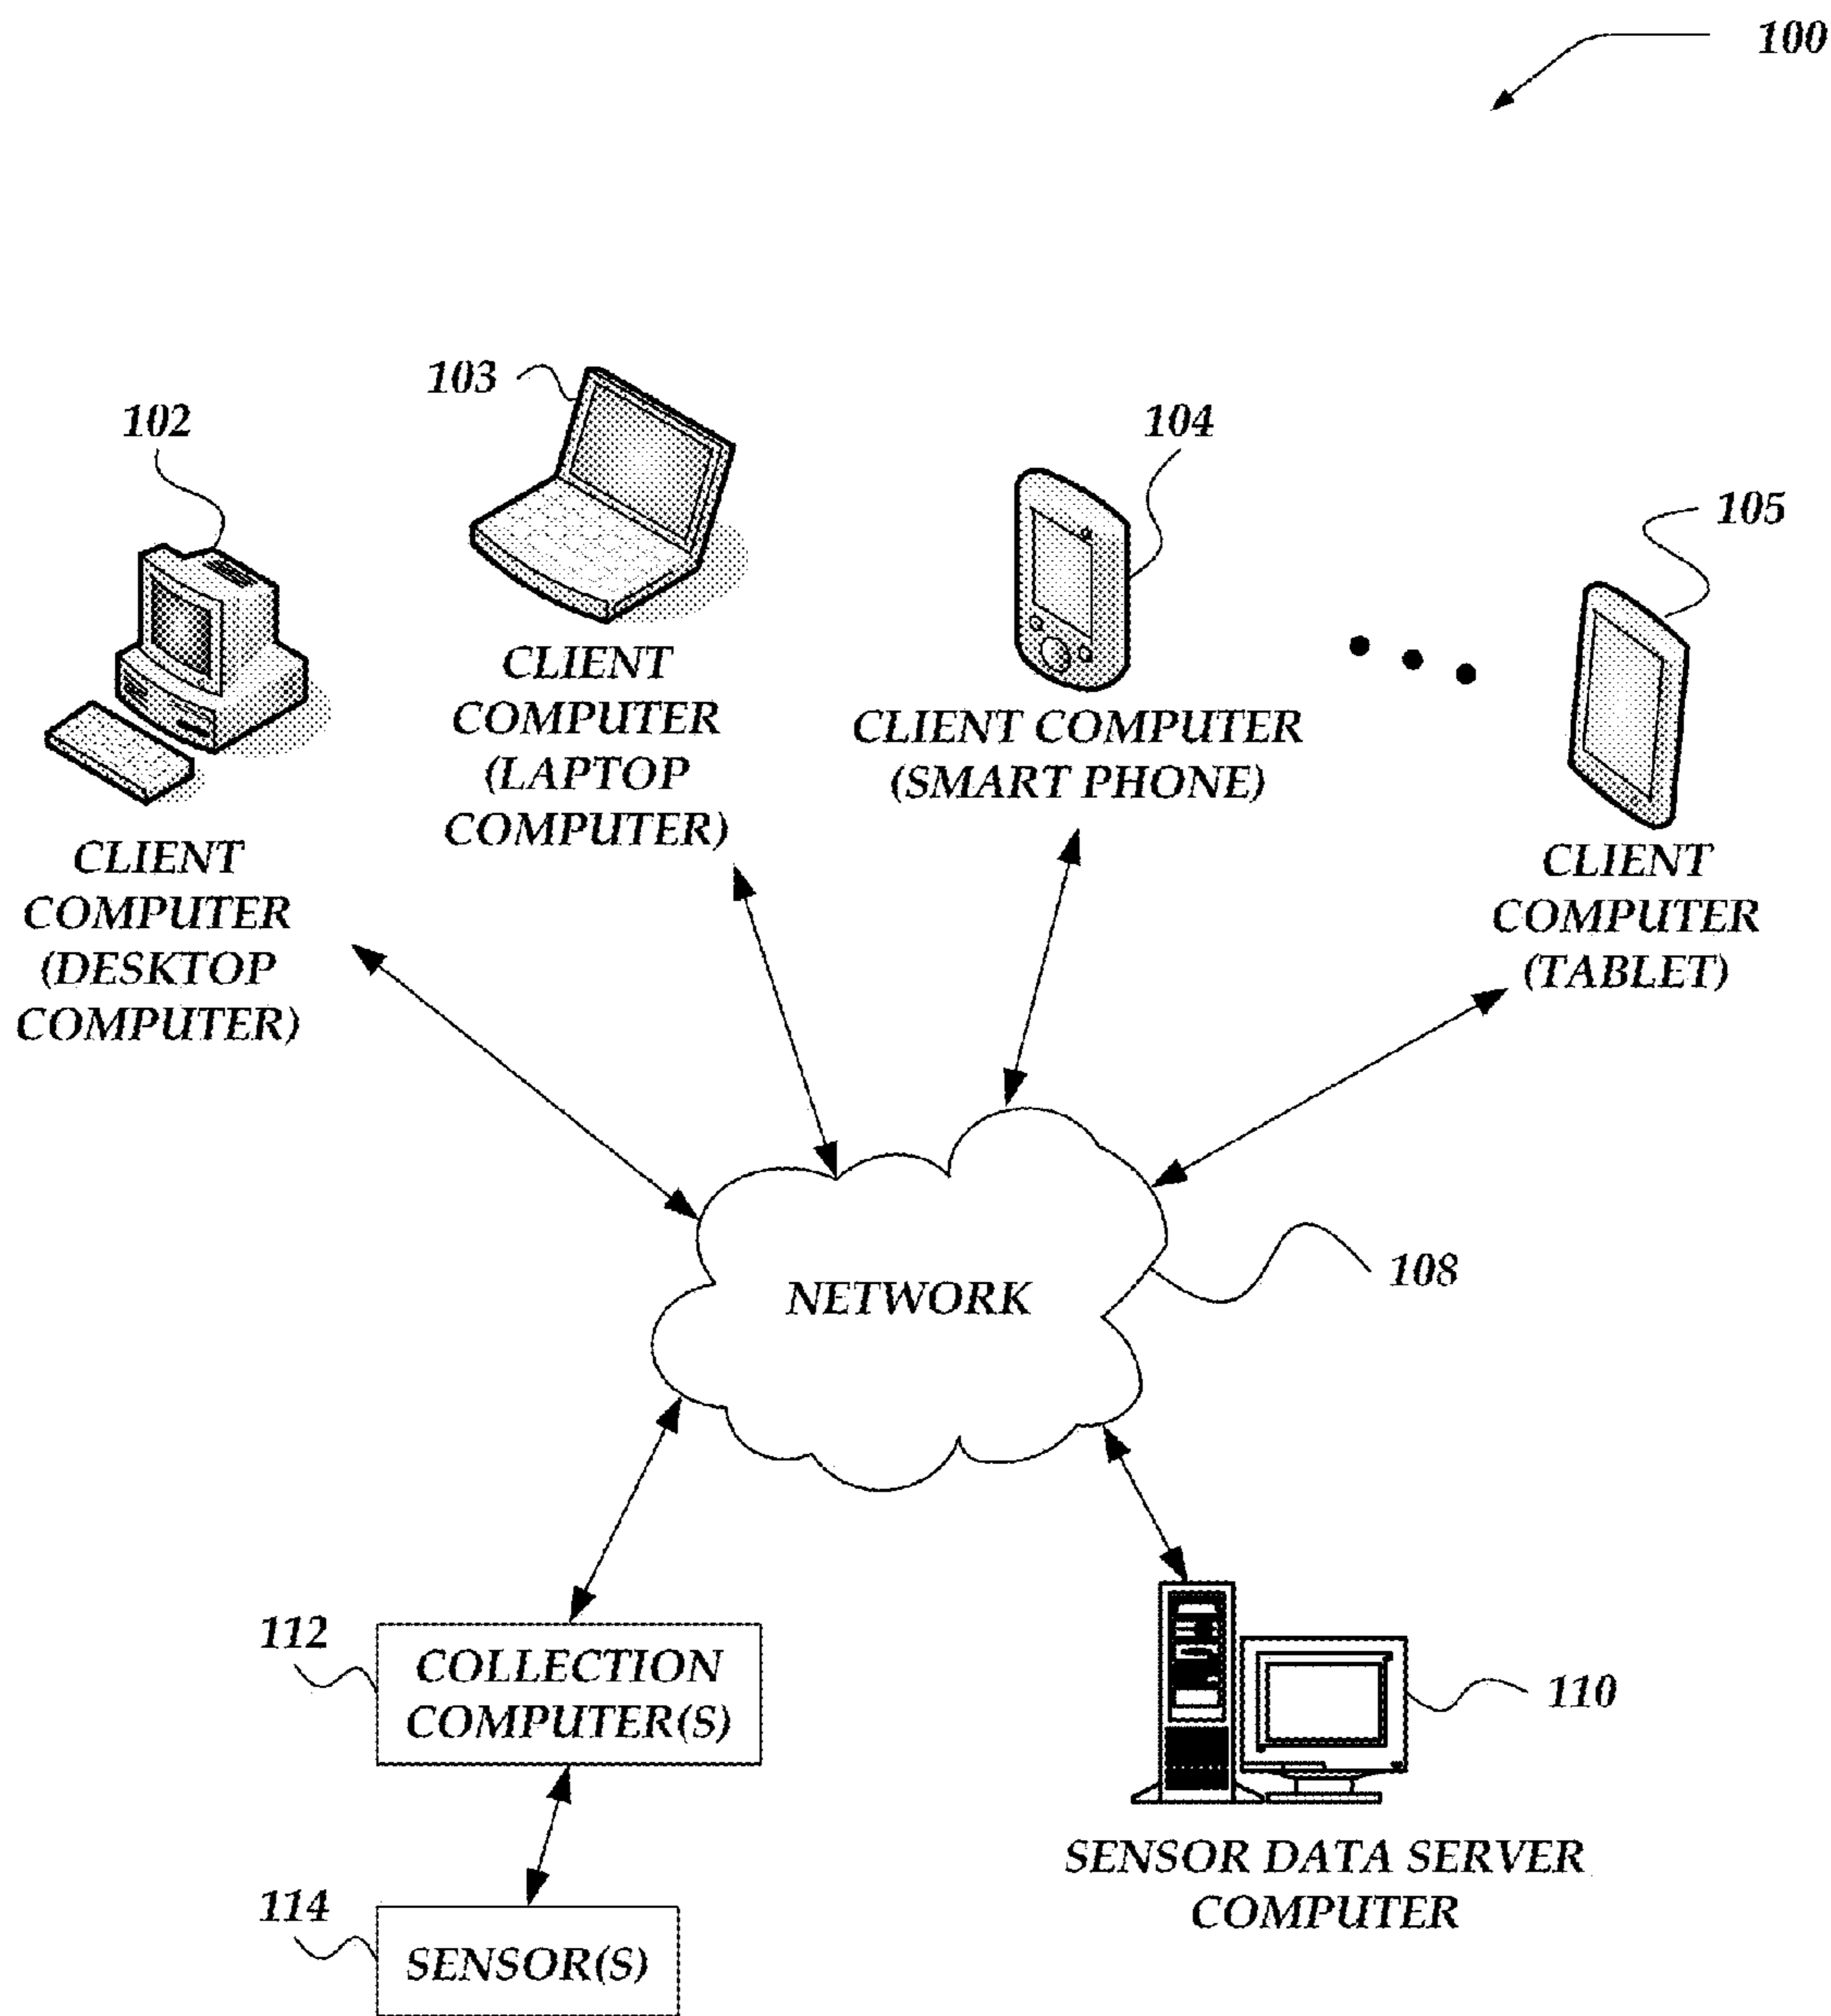 100
103
102
104
105
CLIENT
COMPUTER
(LAPTOP
COMPUTER)
CLIENT COMPUTER
(SMART PHONE)
CLIENT
COMPUTER
(DESKTOP
COMPUTER)
CLIENT
COMPUTER
(TABLET)
NETWORK
108
112
COLLECTION
COMPUTER(S)
110
SENSOR DATA SERVER
COMPUTER
114
SENSOR(S)